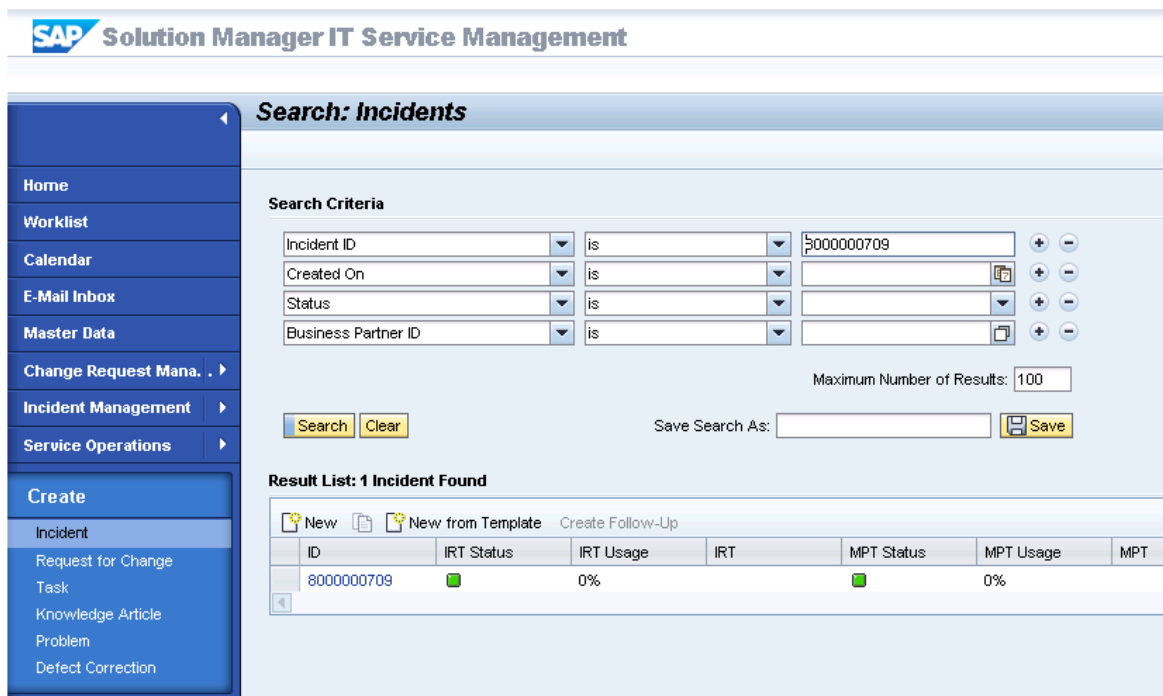 SAP Solution Manager IT Service Management
Search: Incidents
Home
Worklist
Calendar
E-Mail Inbox
Master Data
Change Request Mana. .
Incident Management
Service Operations
Create
Incident
Request for Change
Task
Knowledge Article
Problem
Defect Correction
Search Criteria
Incident ID is 8000000709
Created On is
Status is
Business Partner ID is
Maximum Number of Results: 100
Search Clear Save Search As: Save
Result List: 1 Incident Found
New New from Template Create Follow-Up
ID IRT Status IRT Usage IRT MPT Status MPT Usage MPT
8000000709 0% 0%